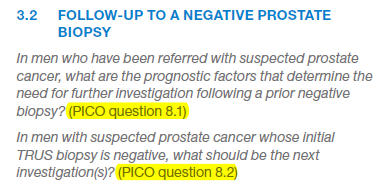 3.2 FOLLOW-UP TO A NEGATIVE PROSTATE
BIOPSY
In men who have been referred with suspected prostate
cancer, what are the prognostic factors that determine the
need for further investigation following a prior negative
biopsy? (PICO question 8.1)
In men with suspected prostate cancer whose initial
TRUS biopsy is negative, what should be the next
investigation(s)? (PICO question 8.2)